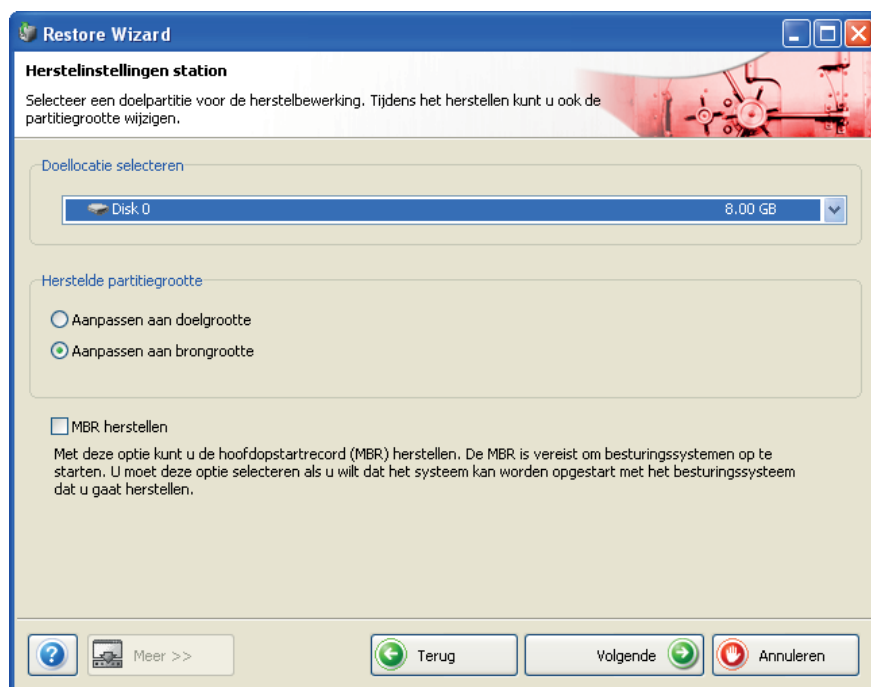 Restore Wizard
Herstelinstellingen station
Selecteer een doelpartitie voor de herstelbewerking. Tijdens het herstellen kunt u ook de
partitiegrootte wijzigen.
Doellocatie selecteren
Disk 0 8.00 GB
Herstelde partitiegrootte
Aanpassen aan doelgrootte
Aanpassen aan brongrootte
MBR herstellen
Met deze optie kunt u de hoofdopstartrecord (MBR) herstellen. De MBR is vereist om besturingssystemen op te
starten. U moet deze optie selecteren als u wilt dat het systeem kan worden opgestart met het besturingssysteem
dat u gaat herstellen.
? Meer >> Terug Volgende Annuleren